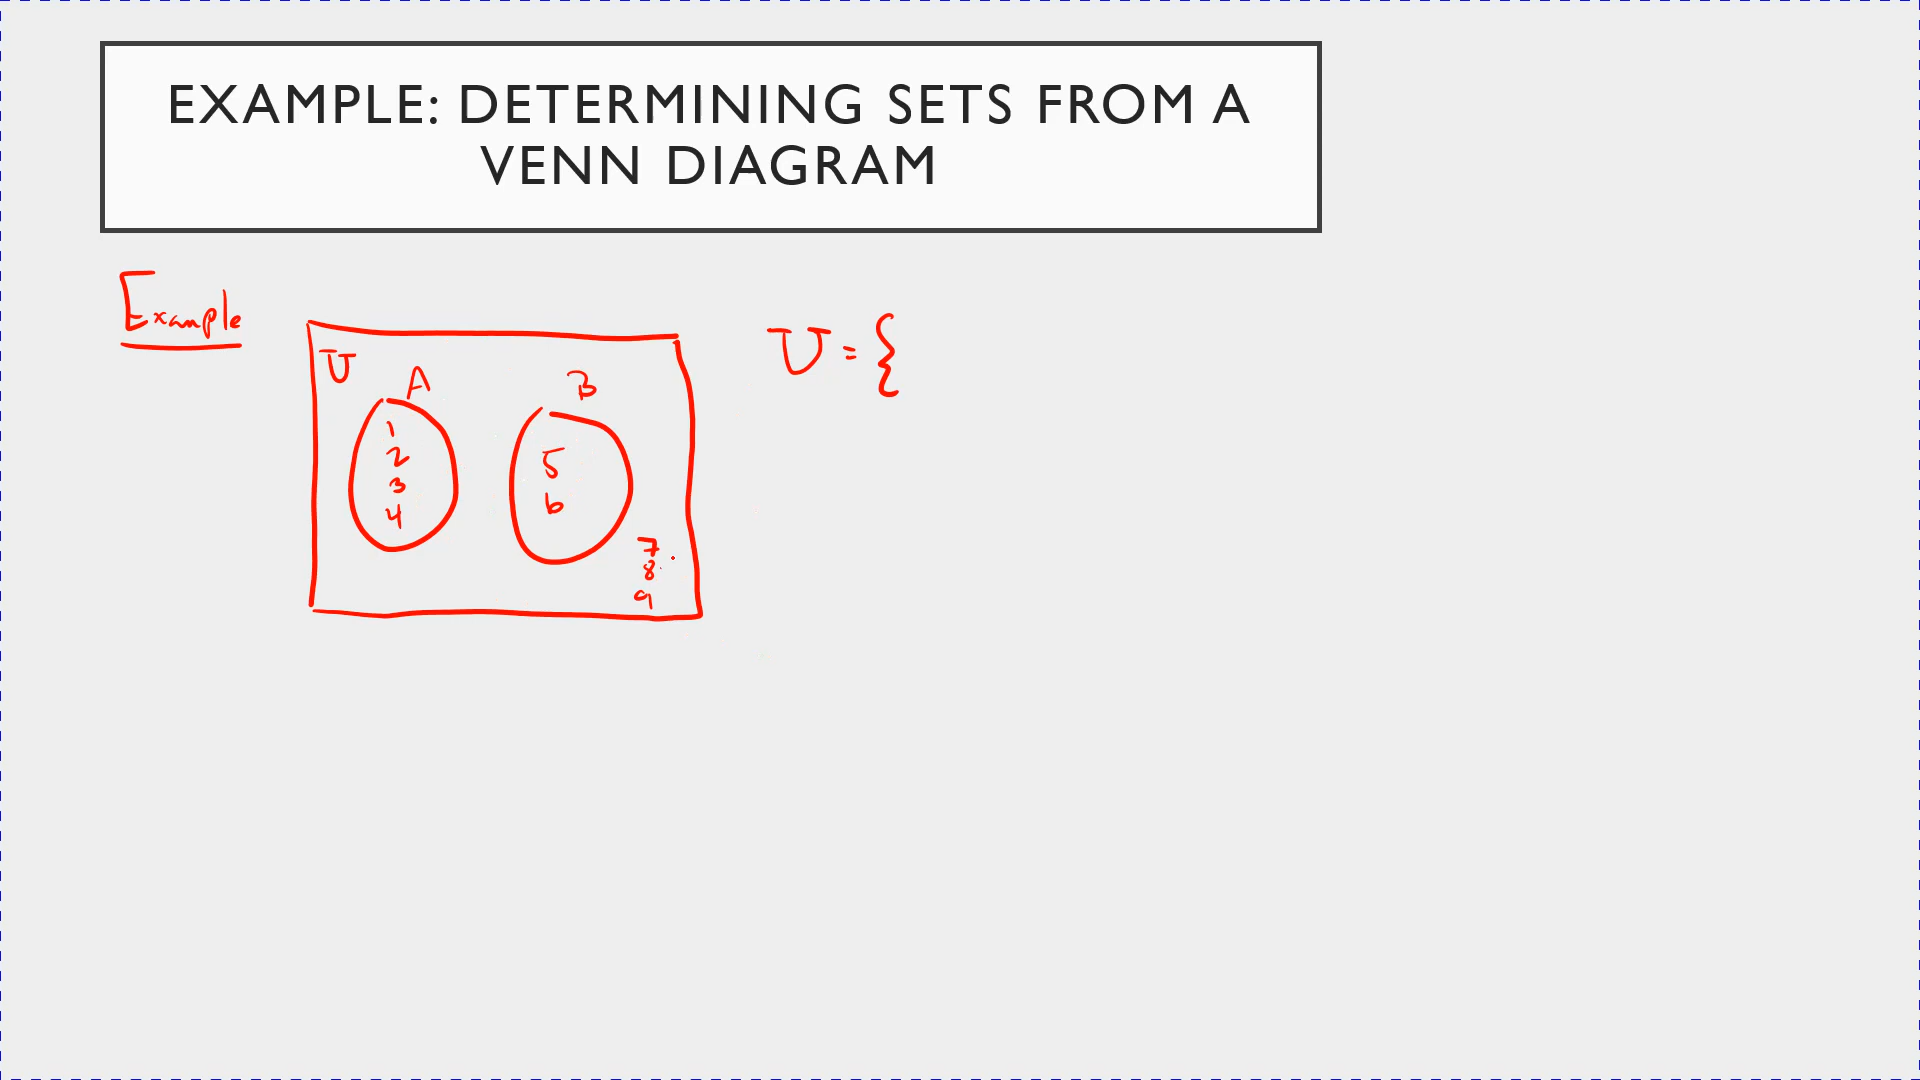 EXAMPLE: DETERMINING SETS FROM A
VENN DIAGRAM
Example
U
A
B
1
2
3
4
5
6
7
8
9
U = {